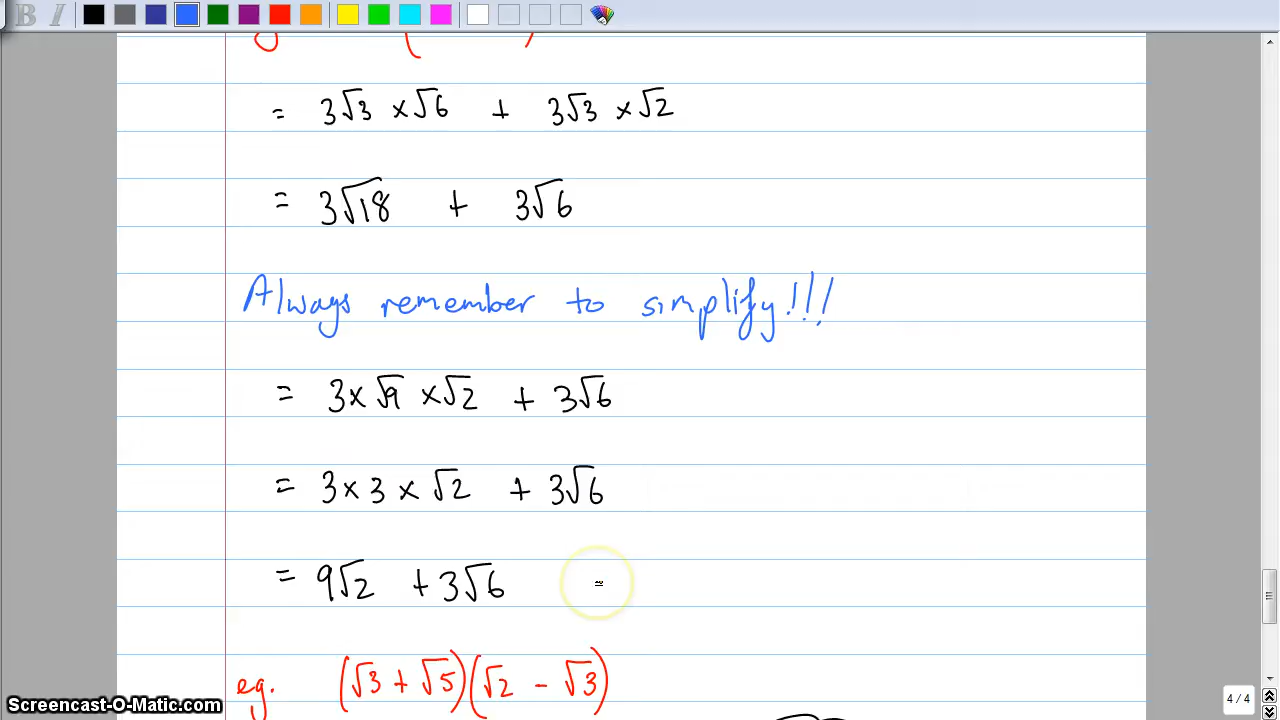 B I
= 3√3 × √6 + 3√3 × √2
= 3√18 + 3√6
Always remember to simplify!!!
= 3×√9 ×√2 + 3√6
= 3×3×√2 + 3√6
= 9√2 + 3√6
eg. (√3 + √5)(√2 - √3)
Screencast-O-Matic.com
4/4